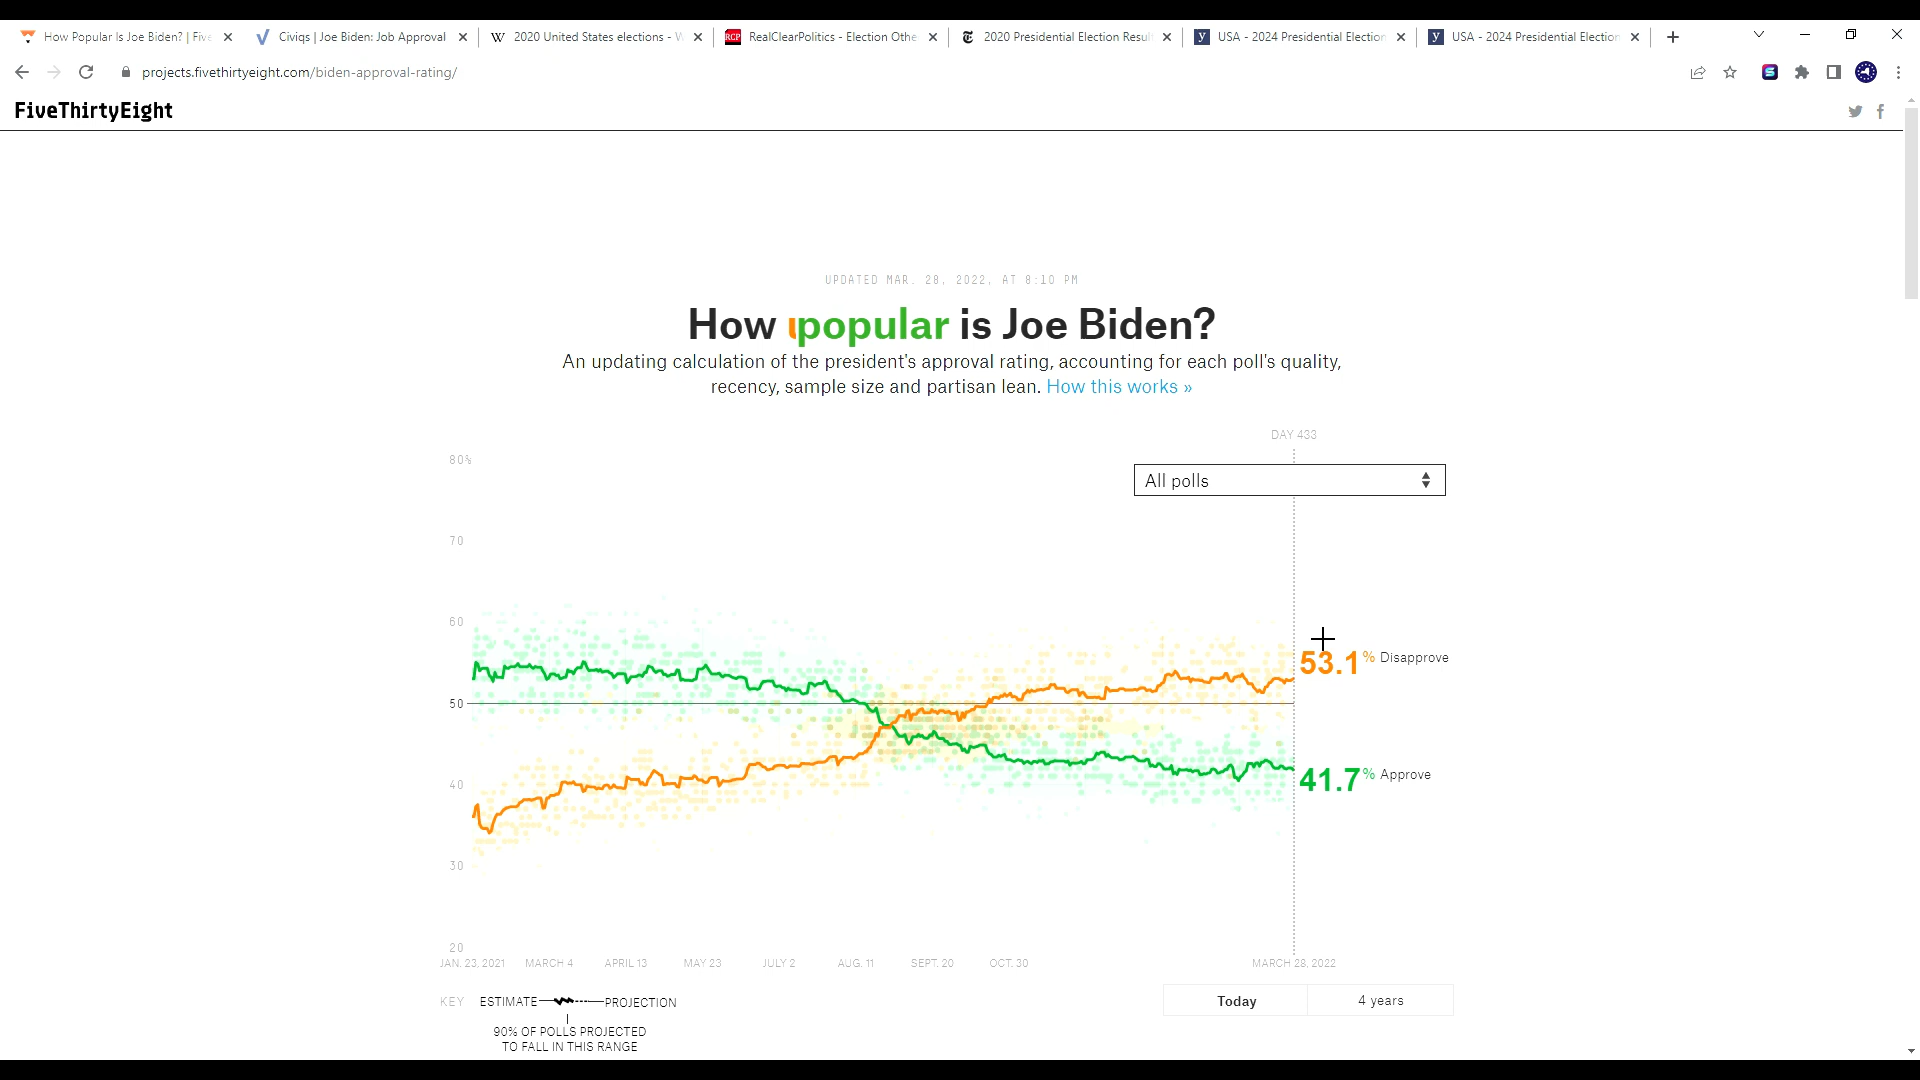 How Popular Is Joe Biden? | Five
Civiqs | Joe Biden: Job Approval
W
2020 United States elections - W
RCP
RealClearPolitics - Election Othe
2020 Presidential Election Result
y
USA - 2024 Presidential Election
y
USA - 2024 Presidential Election
projects.fivethirtyeight.com/biden-approval-rating/
FiveThirtyEight
UPDATED MAR. 28, 2022, AT 8:10 PM
How popular is Joe Biden?
An updating calculation of the president's approval rating, accounting for each poll's quality,
recency, sample size and partisan lean. How this works »
DAY 433
80%
All polls
70
60
53.1% Disapprove
50
41.7% Approve
40
30
20
JAN. 23, 2021 MARCH 4 APRIL 13 MAY 23 JULY 2 AUG. 11 SEPT. 20 OCT. 30 MARCH 28, 2022
KEY ESTIMATE PROJECTION
Today 4 years
90% OF POLLS PROJECTED
TO FALL IN THIS RANGE